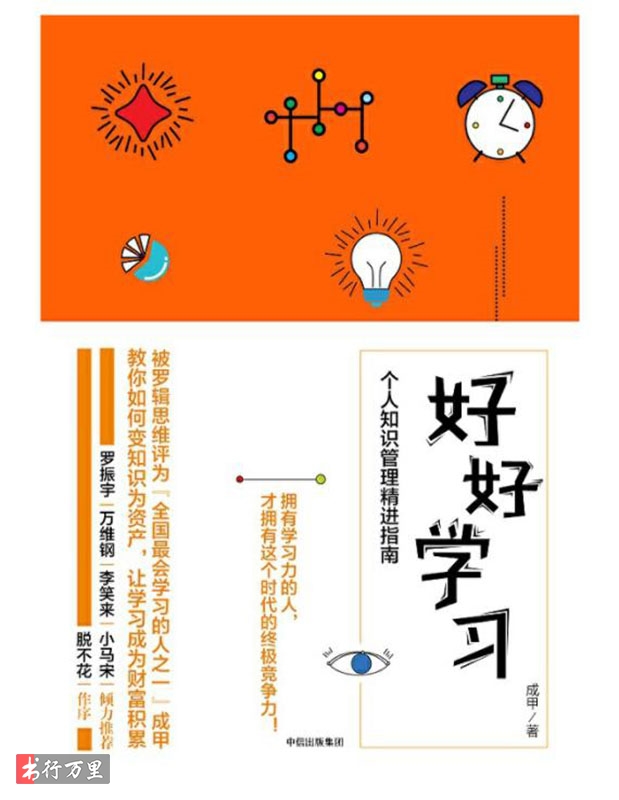 好好学习
个人知识管理精进指南
成甲/著
拥有学习力的人，
才拥有这个时代的终极竞争力！
中信出版集团
被罗辑思维评为『全国最会学习的人之一』成甲
教你如何变知识为资产，让学习成为财富积累
罗振宇|万维钢|李笑来|小马宋|倾力推荐
脱不花|作序
书行万里